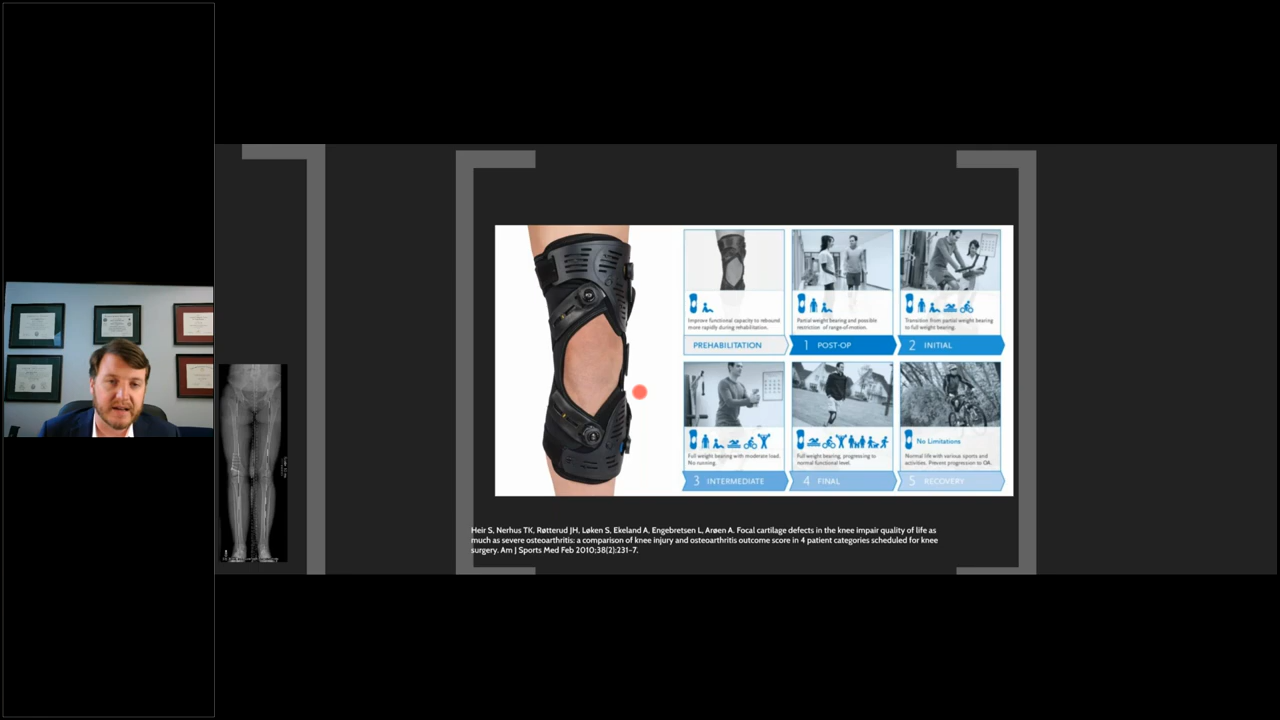 Improve functional capacity to rebound
more rapidly during rehabilitation.
PREHABILITATION
Partial weight bearing and possible
restriction of range-of-motion.
1 POST-OP
Transition from partial weight bearing
to full weight bearing.
2 INITIAL
Full weight bearing with moderate load.
No running.
3 INTERMEDIATE
Full weight bearing, progressing to
normal functional level.
4 FINAL
No Limitations
Normal life with various sports and
activities. Prevent progression to OA.
5 RECOVERY
Heir S, Nerhus TK, Røtterud JH, Løken S, Ekeland A, Engebretsen L, Arøen A. Focal cartilage defects in the knee impair quality of life as
much as severe osteoarthritis: a comparison of knee injury and osteoarthritis outcome score in 4 patient categories scheduled for knee
surgery. Am J Sports Med Feb 2010;38(2):231-7.